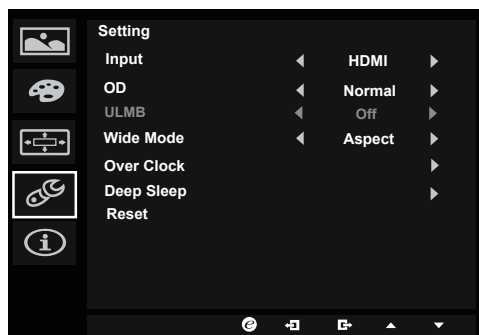 Setting
Input HDMI
OD Normal
ULMB Off
Wide Mode Aspect
Over Clock
Deep Sleep
Reset